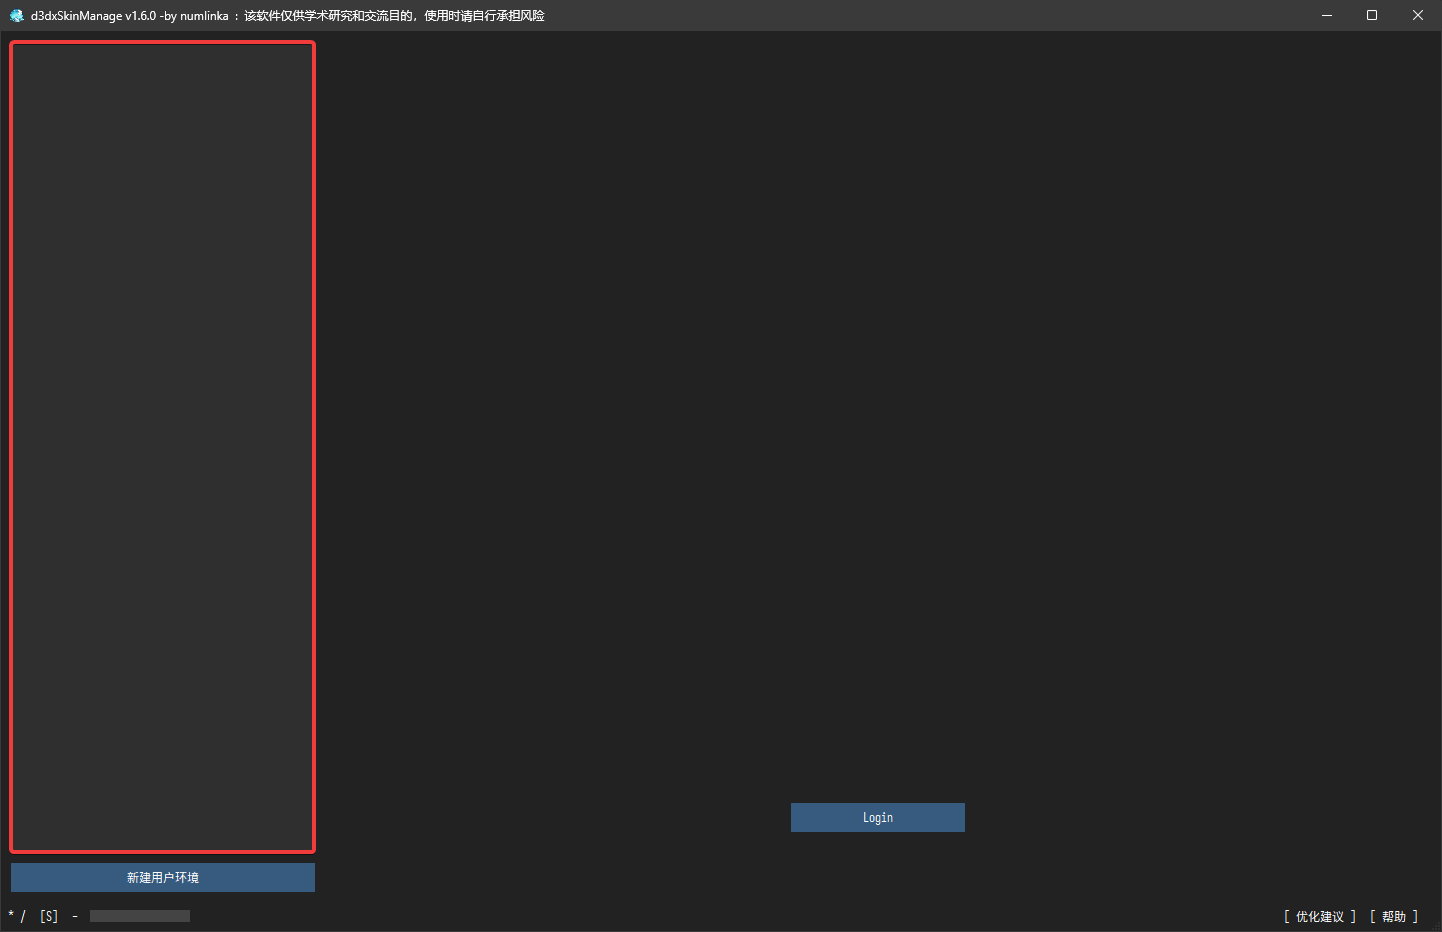 d3dxSkinManage v1.6.0 -by numlinka : 该软件仅供学术研究和交流目的，使用时请自行承担风险
Login
新建用户环境
* / [S] -
[ 优化建议 ] [ 帮助 ]